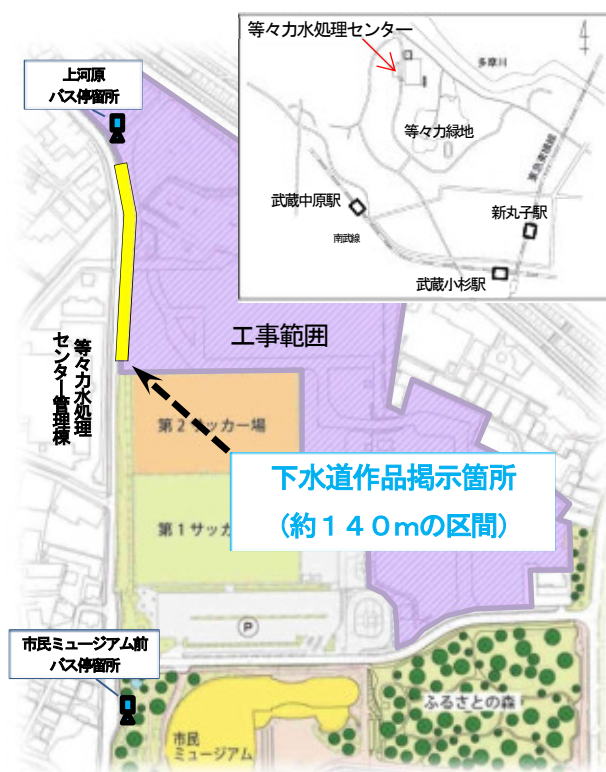 等々力水処理センター
多摩川
等々力緑地
東急東横線
武蔵中原駅
新丸子駅
南武線
武蔵小杉駅
上河原
バス停留所
工事範囲
等々力水処理
センター管理棟
第2サッカー場
下水道作品掲示箇所
(約140mの区間)
第1サッカ
P
市民ミュージアム前
バス停留所
ふるさとの森
市民
ミュージアム